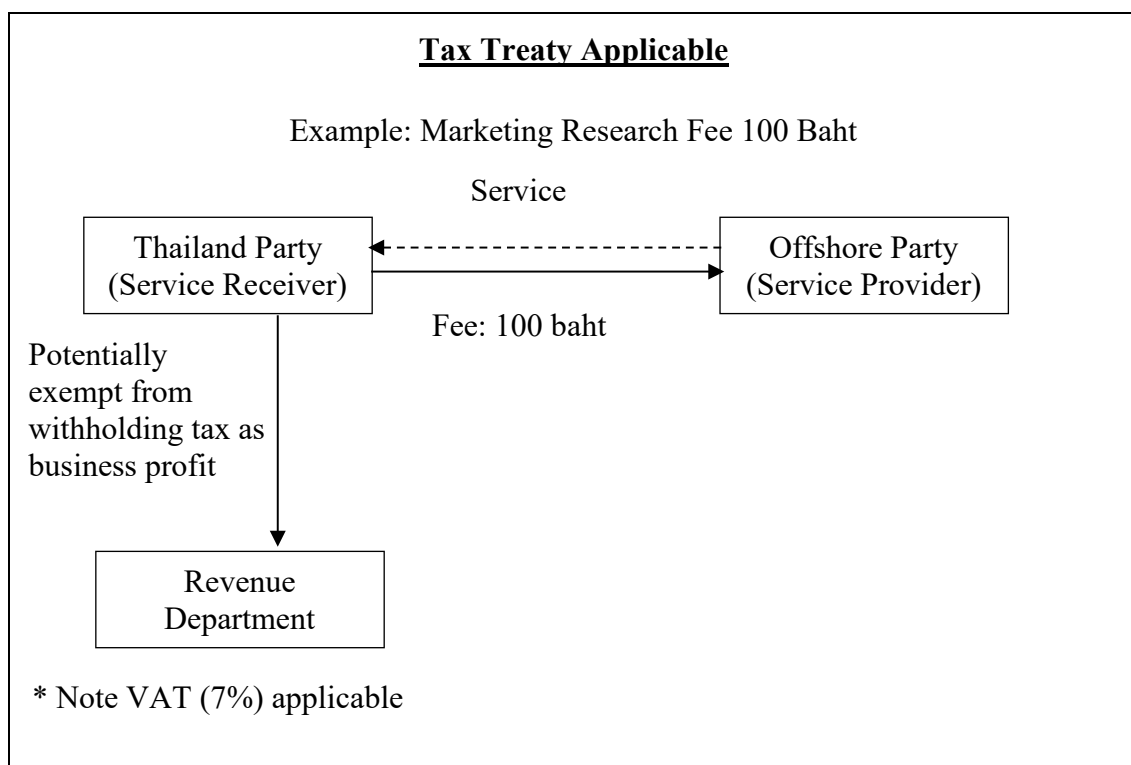 Tax Treaty Applicable
Example: Marketing Research Fee 100 Baht
Service
Thailand Party
(Service Receiver)
Offshore Party
(Service Provider)
Fee: 100 baht
Potentially
exempt from
withholding tax as
business profit
Revenue
Department
* Note VAT (7%) applicable